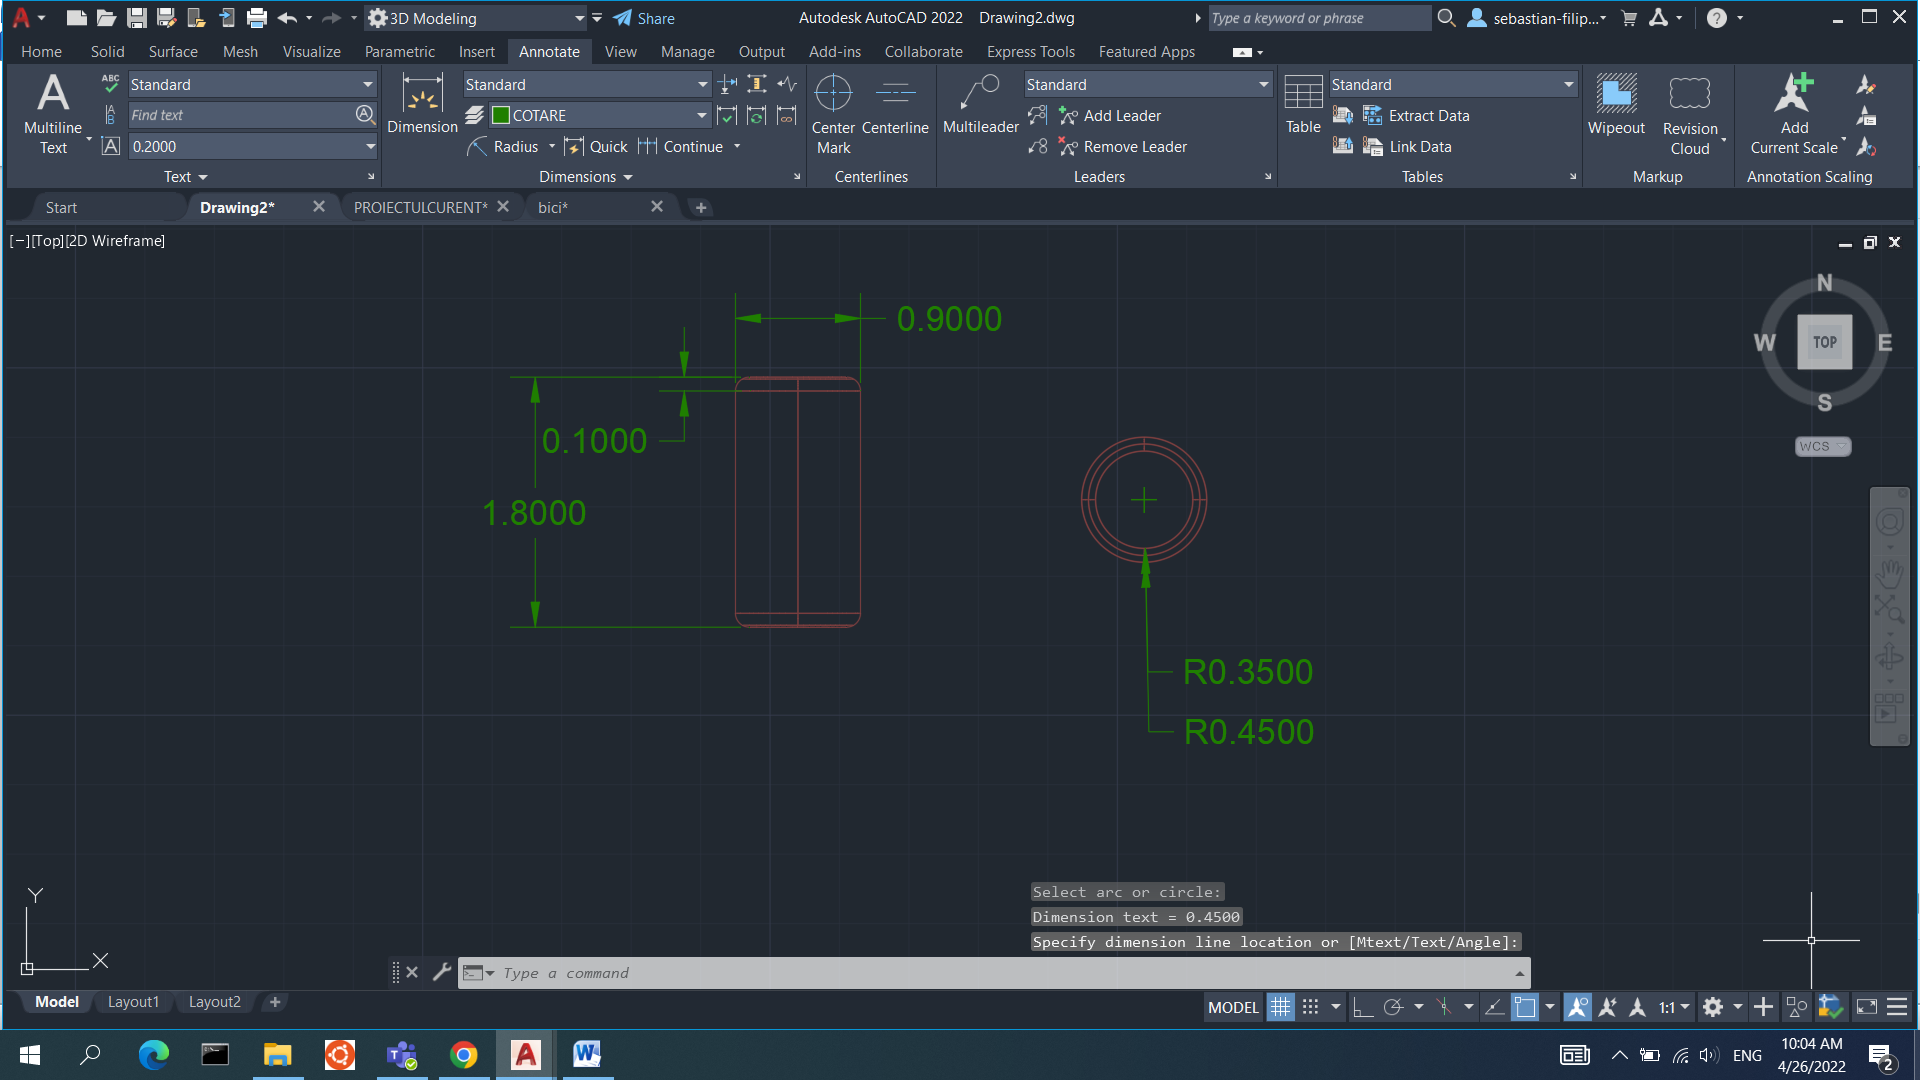 3D Modeling
Share
Autodesk AutoCAD 2022 Drawing2.dwg
Type a keyword or phrase
sebastian-filip...
Home Solid Surface Mesh Visualize Parametric Insert Annotate View Manage Output Add-ins Collaborate Express Tools Featured Apps
Multiline Text
ABC
Standard
Find text
0.2000
Text
Dimension
Standard
COTARE
Radius Quick Continue
Dimensions
Center Mark
Centerline
Centerlines
Multileader
Standard
Add Leader
Remove Leader
Leaders
Table
Standard
Extract Data
Link Data
Tables
Wipeout
Revision Cloud
Markup
Add Current Scale
Annotation Scaling
Start Drawing2* PROIECTULCURENT* bici*
[−][Top][2D Wireframe]
N
W TOP E
S
WCS
0.9000
0.1000
1.8000
R0.3500
R0.4500
Y
X
Select arc or circle:
Dimension text = 0.4500
Specify dimension line location or [Mtext/Text/Angle]:
Type a command
Model Layout1 Layout2
MODEL
1:1
ENG
10:04 AM
4/26/2022
2